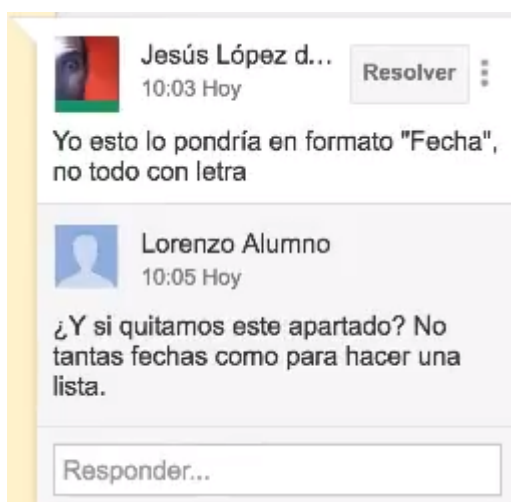 Jesús López d...
10:03 Hoy
Resolver
Yo esto lo pondría en formato "Fecha",
no todo con letra
Lorenzo Alumno
10:05 Hoy
¿Y si quitamos este apartado? No
tantas fechas como para hacer una
lista.
Responder...